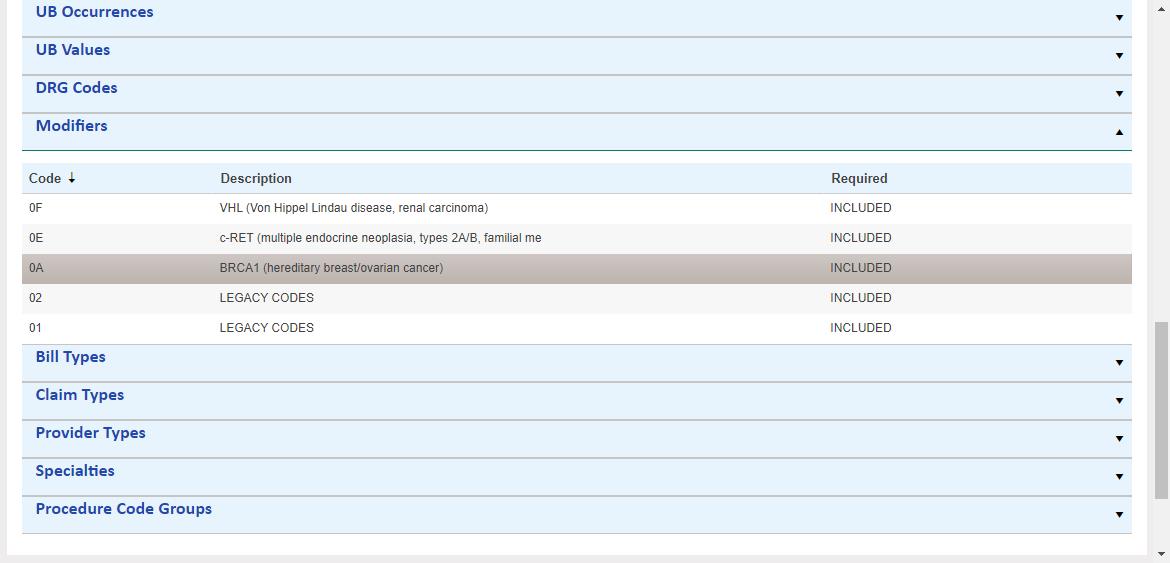 UB Occurrences
UB Values
DRG Codes
Modifiers
Code Description Required
0F VHL (Von Hippel Lindau disease, renal carcinoma) INCLUDED
0E c-RET (multiple endocrine neoplasia, types 2A/B, familial me INCLUDED
0A BRCA1 (hereditary breast/ovarian cancer) INCLUDED
02 LEGACY CODES INCLUDED
01 LEGACY CODES INCLUDED
Bill Types
Claim Types
Provider Types
Specialties
Procedure Code Groups